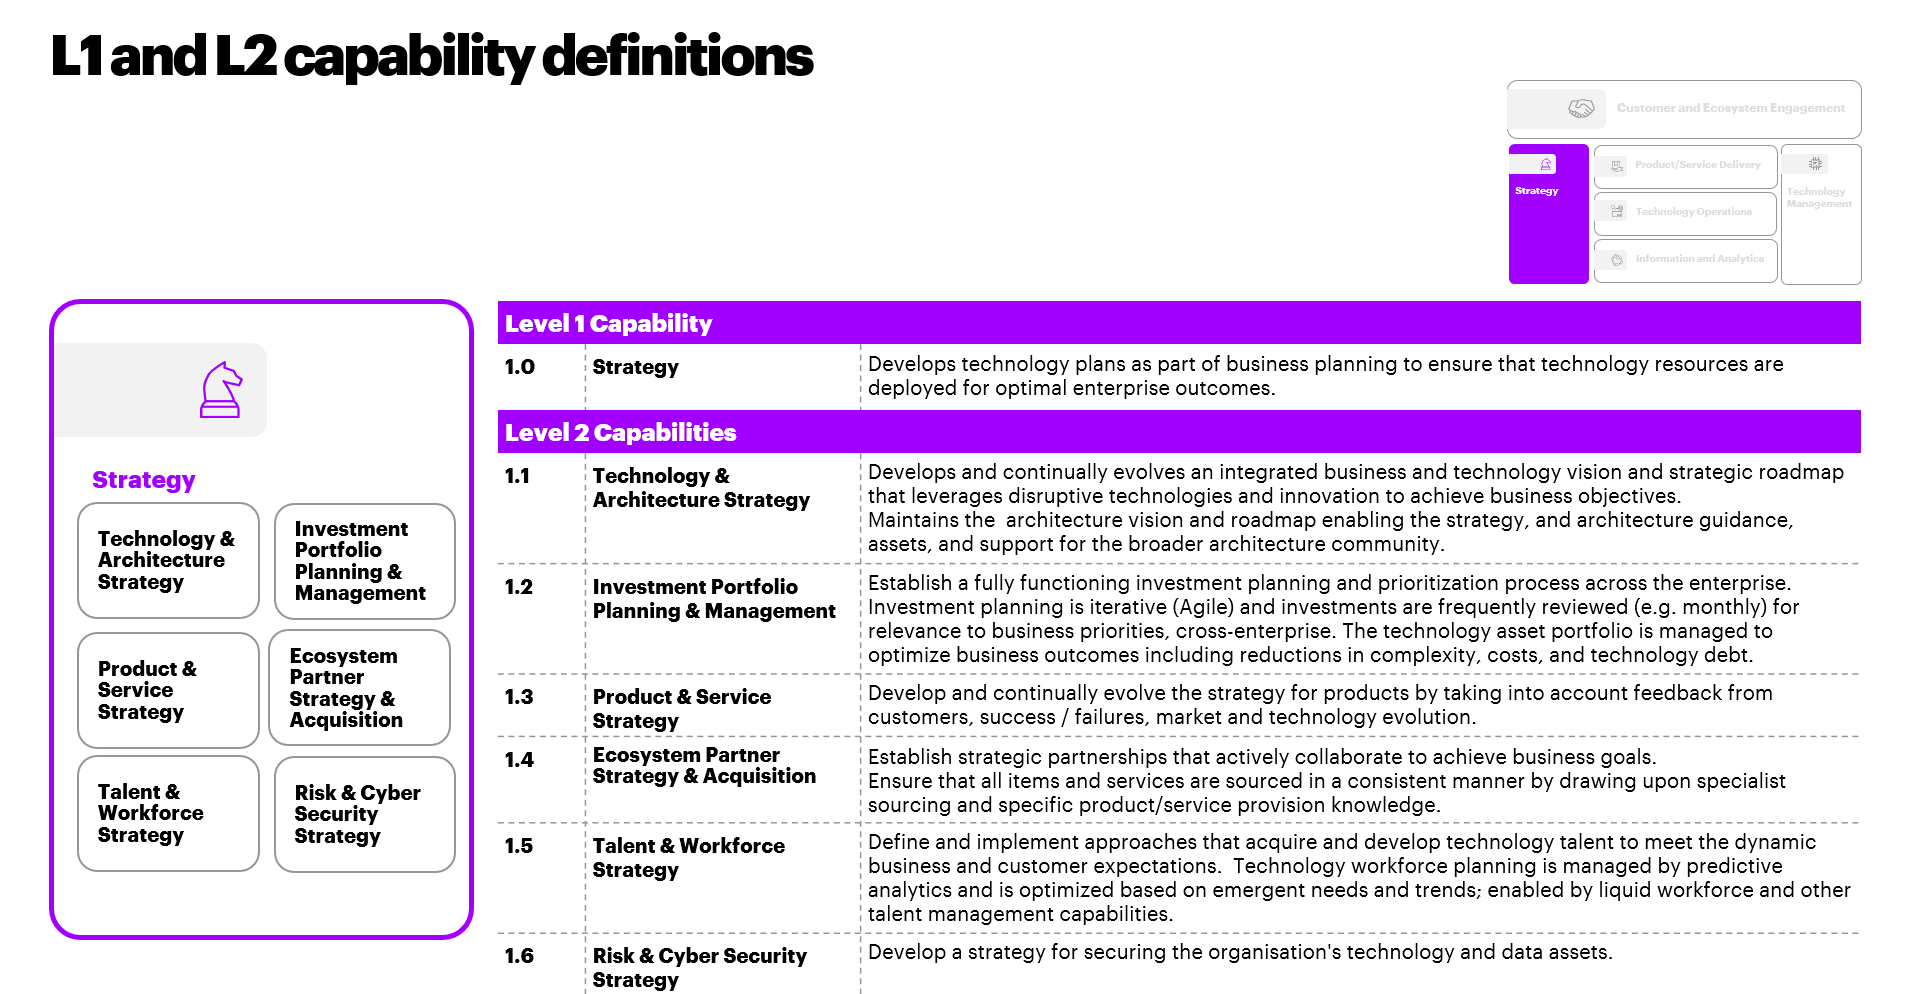 L1 and L2 capability definitions
Customer and Ecosystem Engagement
Strategy
Product/Service Delivery
Technology Operations
Information and Analytics
Technology
Management
Strategy
Technology &
Architecture
Strategy
Investment
Portfolio
Planning &
Management
Product &
Service
Strategy
Ecosystem
Partner
Strategy &
Acquisition
Talent &
Workforce
Strategy
Risk & Cyber
Security
Strategy
Level 1 Capability
1.0
Strategy
Develops technology plans as part of business planning to ensure that technology resources are
deployed for optimal enterprise outcomes.
Level 2 Capabilities
1.1
Technology &
Architecture Strategy
Develops and continually evolves an integrated business and technology vision and strategic roadmap
that leverages disruptive technologies and innovation to achieve business objectives.
Maintains the  architecture vision and roadmap enabling the strategy, and architecture guidance,
assets, and support for the broader architecture community.
1.2
Investment Portfolio
Planning & Management
Establish a fully functioning investment planning and prioritization process across the enterprise.
Investment planning is iterative (Agile) and investments are frequently reviewed (e.g. monthly) for
relevance to business priorities, cross-enterprise. The technology asset portfolio is managed to
optimize business outcomes including reductions in complexity, costs, and technology debt.
1.3
Product & Service
Strategy
Develop and continually evolve the strategy for products by taking into account feedback from
customers, success / failures, market and technology evolution.
1.4
Ecosystem Partner
Strategy & Acquisition
Establish strategic partnerships that actively collaborate to achieve business goals.
Ensure that all items and services are sourced in a consistent manner by drawing upon specialist
sourcing and specific product/service provision knowledge.
1.5
Talent & Workforce
Strategy
Define and implement approaches that acquire and develop technology talent to meet the dynamic
business and customer expectations.  Technology workforce planning is managed by predictive
analytics and is optimized based on emergent needs and trends; enabled by liquid workforce and other
talent management capabilities.
1.6
Risk & Cyber Security
Strategy
Develop a strategy for securing the organisation's technology and data assets.